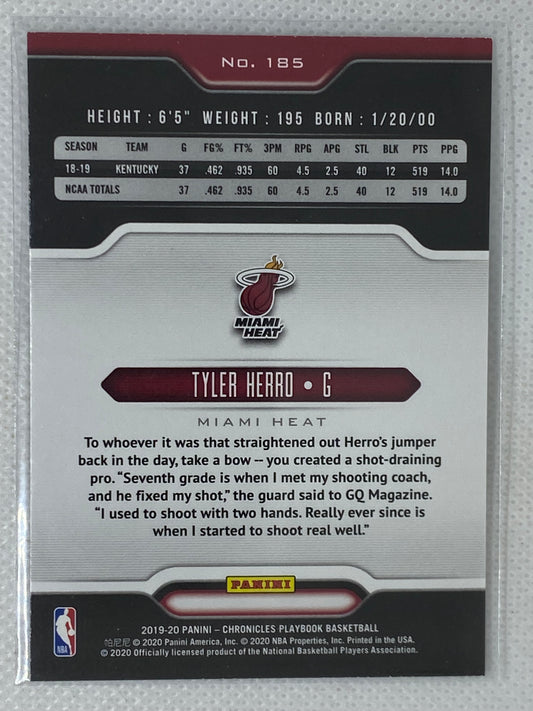 No. 185
HEIGHT : 6'5" WEIGHT : 195 BORN : 1/20/00
SEASON TEAM G FG% FT% 3PM RPG APG STL BLK PTS PPG
18-19 KENTUCKY 37 .462 .935 60 4.5 2.5 40 12 519 14.0
NCAA TOTALS 37 .462 .935 60 4.5 2.5 40 12 519 14.0
MIAMI
HEAT
TYLER HERRO • G
MIAMI HEAT
To whoever it was that straightened out Herro's jumper
back in the day, take a bow -- you created a shot-draining
pro. "Seventh grade is when I met my shooting coach,
and he fixed my shot," the guard said to GQ Magazine.
"I used to shoot with two hands. Really ever since is
when I started to shoot real well."
PANINI
NBA
2019-20 PANINI – CHRONICLES PLAYBOOK BASKETBALL
帕尼尼 © 2020 Panini America, Inc. © 2020 NBA Properties, Inc. Printed in the USA.
© 2020 Officially licensed product of the National Basketball Players Association.